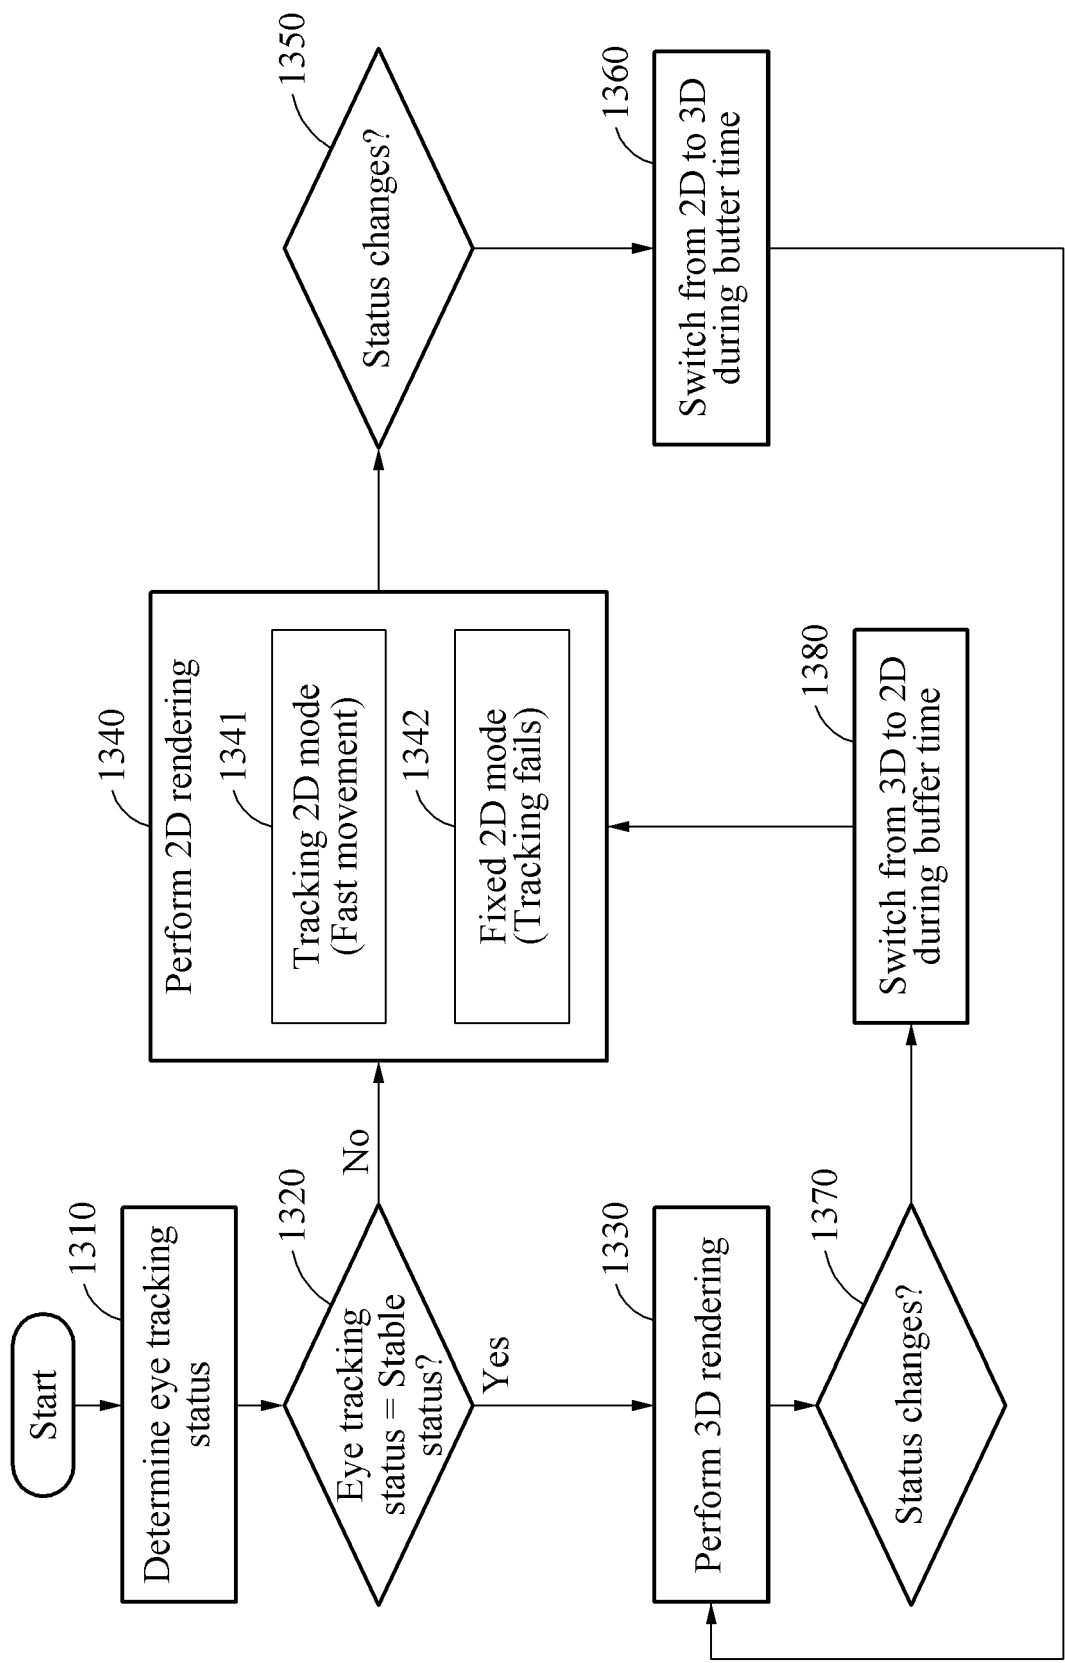 Start
1310
Determine eye tracking
status
1320
Eye tracking
status = Stable
status?
No
Yes
1330
Perform 3D rendering
1370
Status changes?
1340
Perform 2D rendering
1341
Tracking 2D mode
(Fast movement)
1342
Fixed 2D mode
(Tracking fails)
1380
Switch from 3D to 2D
during buffer time
1350
Status changes?
1360
Switch from 2D to 3D
during butter time